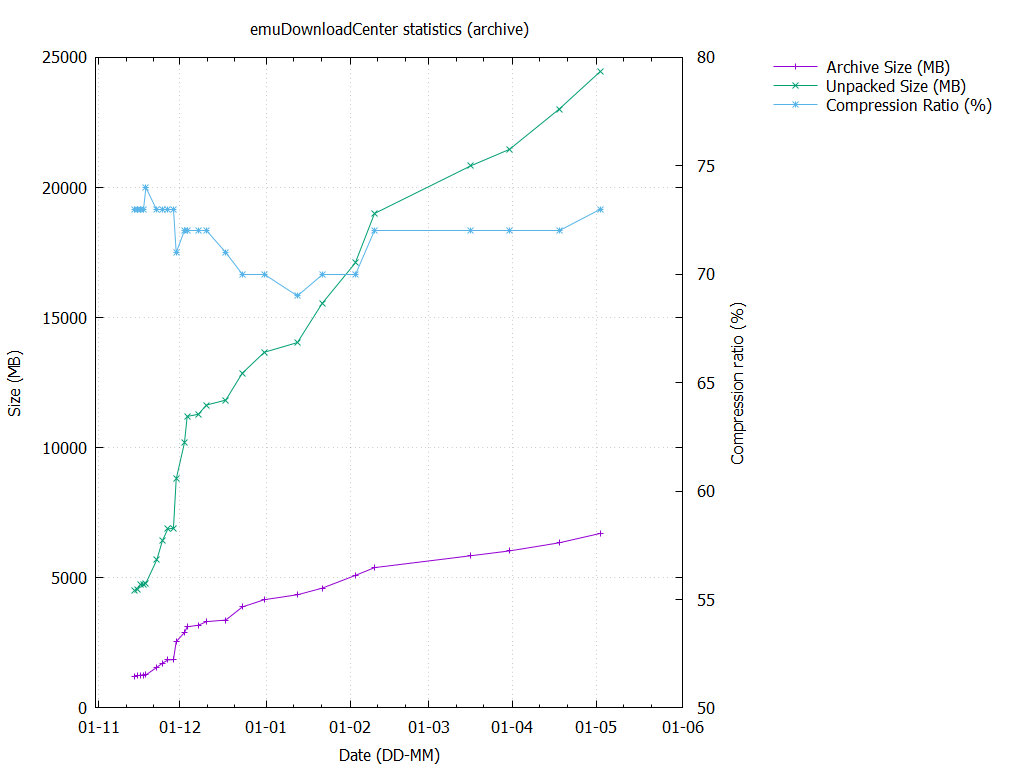 emuDownloadCenter statistics (archive)
Archive Size (MB)
Unpacked Size (MB)
Compression Ratio (%)
25000
20000
15000
10000
5000
0
Size (MB)
80
75
70
65
60
55
50
Compression ratio (%)
01-11 01-12 01-01 01-02 01-03 01-04 01-05 01-06
Date (DD-MM)